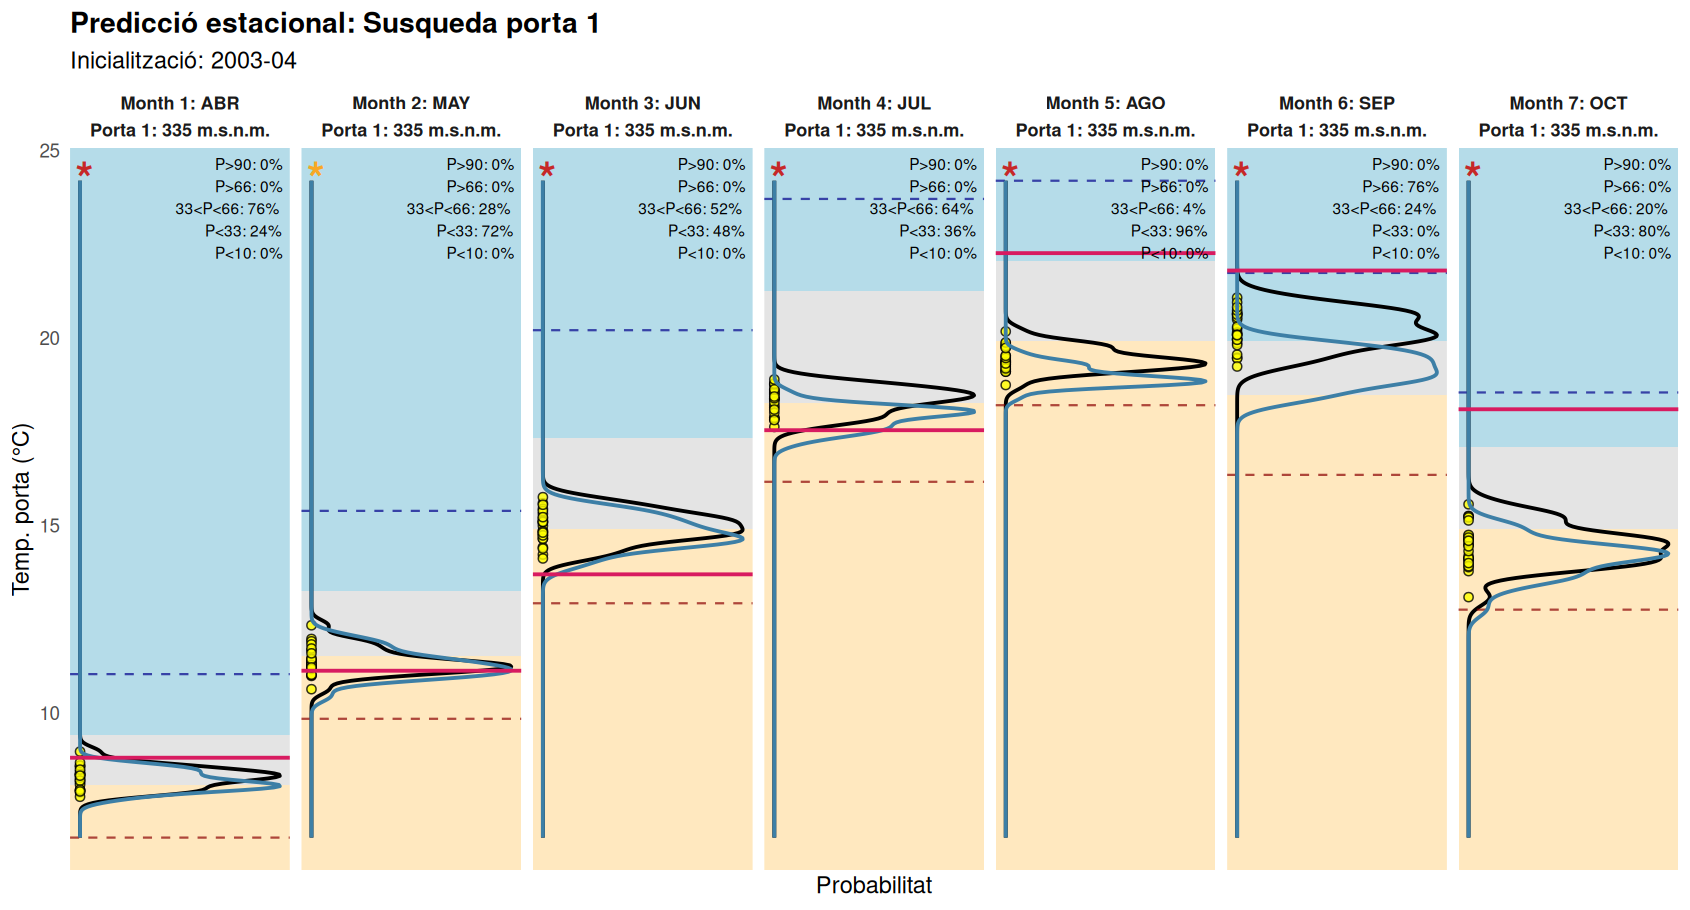 Predicció estacional: Susqueda porta 1
Inicialització: 2003-04
Month 1: ABR
Porta 1: 335 m.s.n.m.
Month 2: MAY
Porta 1: 335 m.s.n.m.
Month 3: JUN
Porta 1: 335 m.s.n.m.
Month 4: JUL
Porta 1: 335 m.s.n.m.
Month 5: AGO
Porta 1: 335 m.s.n.m.
Month 6: SEP
Porta 1: 335 m.s.n.m.
Month 7: OCT
Porta 1: 335 m.s.n.m.
Temp. porta (°C)
25
20
15
10
*
P>90: 0%
P>66: 0%
33<P<66: 76%
P<33: 24%
P<10: 0%
*
P>90: 0%
P>66: 0%
33<P<66: 28%
P<33: 72%
P<10: 0%
*
P>90: 0%
P>66: 0%
33<P<66: 52%
P<33: 48%
P<10: 0%
*
P>90: 0%
P>66: 0%
33<P<66: 64%
P<33: 36%
P<10: 0%
*
P>90: 0%
P>66: 0%
33<P<66: 4%
P<33: 96%
P<10: 0%
*
P>90: 0%
P>66: 76%
33<P<66: 24%
P<33: 0%
P<10: 0%
*
P>90: 0%
P>66: 0%
33<P<66: 20%
P<33: 80%
P<10: 0%
Probabilitat